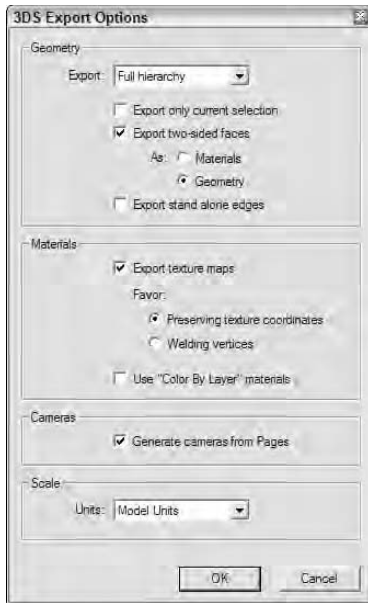 3DS Export Options
Geometry
Export: Full hierarchy
Export only current selection
Export two-sided faces
As: Materials
Geometry
Export stand alone edges
Materials
Export texture maps
Favor:
Preserving texture coordinates
Welding vertices
Use "Color By Layer" materials
Cameras
Generate cameras from Pages
Scale
Units: Model Units
OK Cancel